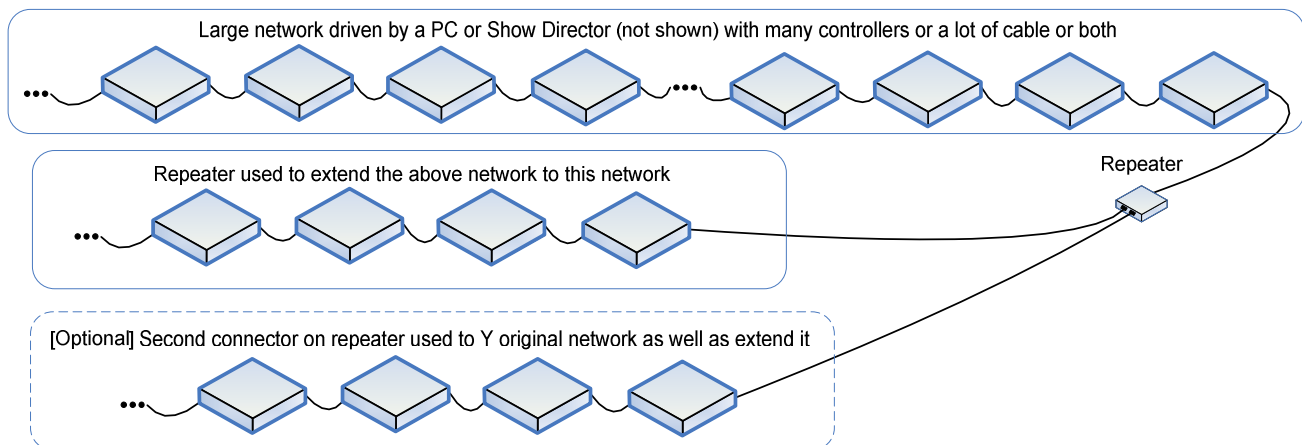 Large network driven by a PC or Show Director (not shown) with many controllers or a lot of cable or both
Repeater
Repeater used to extend the above network to this network
[Optional] Second connector on repeater used to Y original network as well as extend it